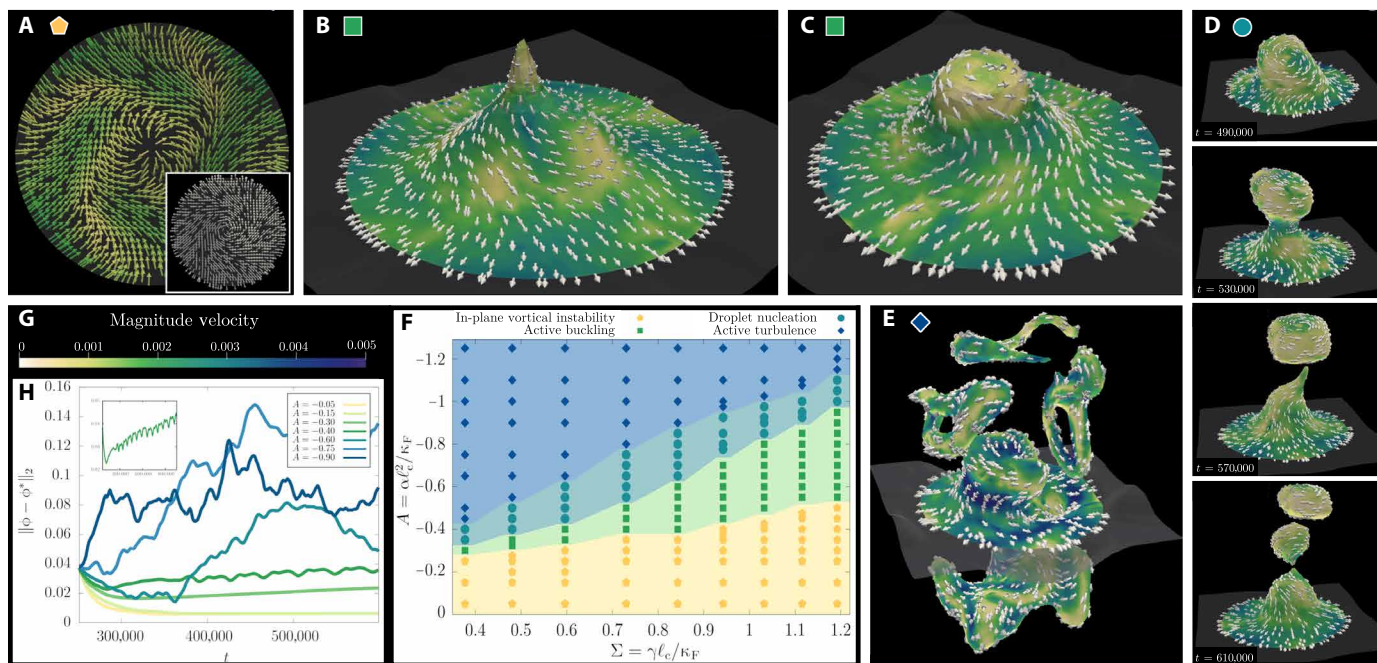 A
B
C
D
t = 490,000
t = 530,000
t = 570,000
t = 610,000
G
Magnitude velocity
0
0.001
0.002
0.003
0.004
0.005
H
0.16
0.14
0.12
0.1
0.08
0.06
0.04
0.02
0
||ϕ − ϕ*||₂
A = −0.05
A = −0.15
A = −0.30
A = −0.40
A = −0.60
A = −0.75
A = −0.90
300,000
400,000
500,000
t
F
In-plane vortical instability
Active buckling
Droplet nucleation
Active turbulence
-1.2
-1
-0.8
-0.6
-0.4
-0.2
0
A = αℓc²/κF
0.4
0.5
0.6
0.7
0.8
0.9
1
1.1
1.2
Σ = γℓc/κF
E